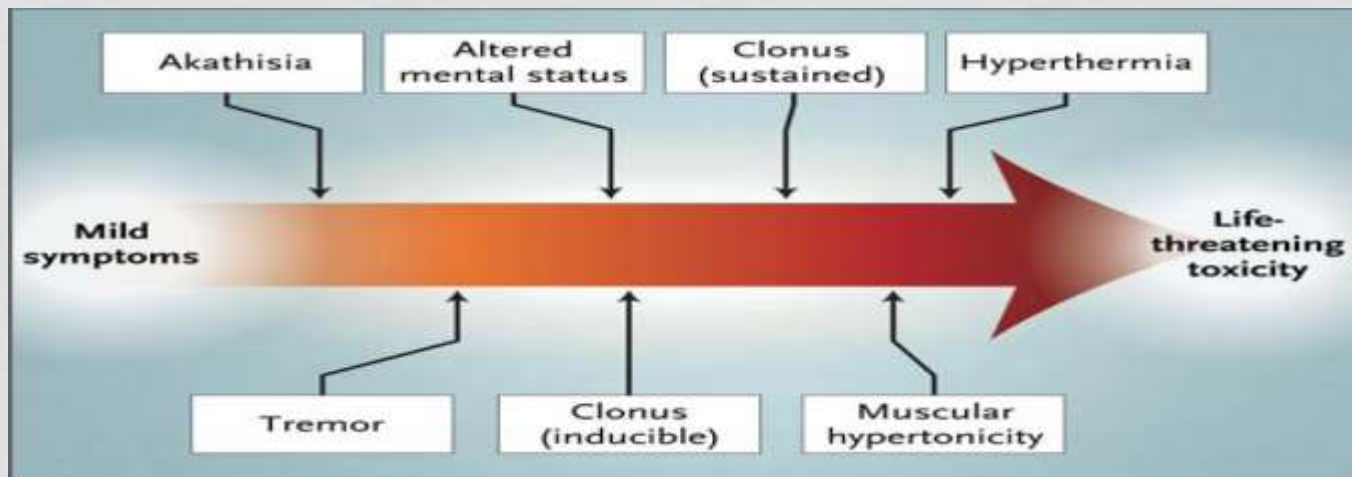 Akathisia
Altered
mental status
Clonus
(sustained)
Hyperthermia
Mild
symptoms
Life-
threatening
toxicity
Tremor
Clonus
(inducible)
Muscular
hypertonicity